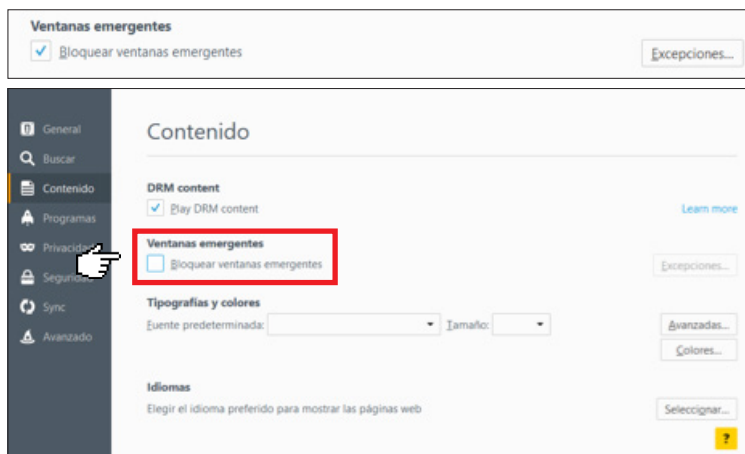 Ventanas emergentes
Bloquear ventanas emergentes
Excepciones...
General
Buscar
Contenido
Programas
Privacidad
Seguridad
Sync
Avanzado
Contenido
DRM content
Play DRM content
Learn more
Ventanas emergentes
Bloquear ventanas emergentes
Excepciones...
Tipografías y colores
Fuente predeterminada: Tamaño:
Avanzadas...
Colores...
Idiomas
Elegir el idioma preferido para mostrar las páginas web
Seleccionar...
?